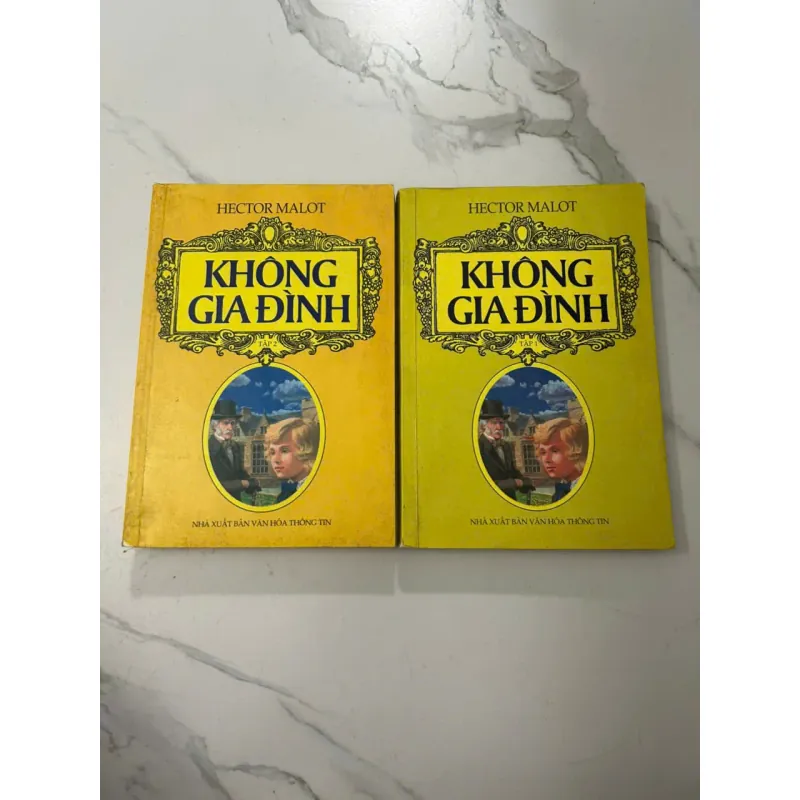 HECTOR MALOT
KHÔNG
GIA ĐÌNH
TẬP 2
NHÀ XUẤT BẢN VĂN HÓA THÔNG TIN
HECTOR MALOT
KHÔNG
GIA ĐÌNH
TẬP 1
NHÀ XUẤT BẢN VĂN HÓA THÔNG TIN